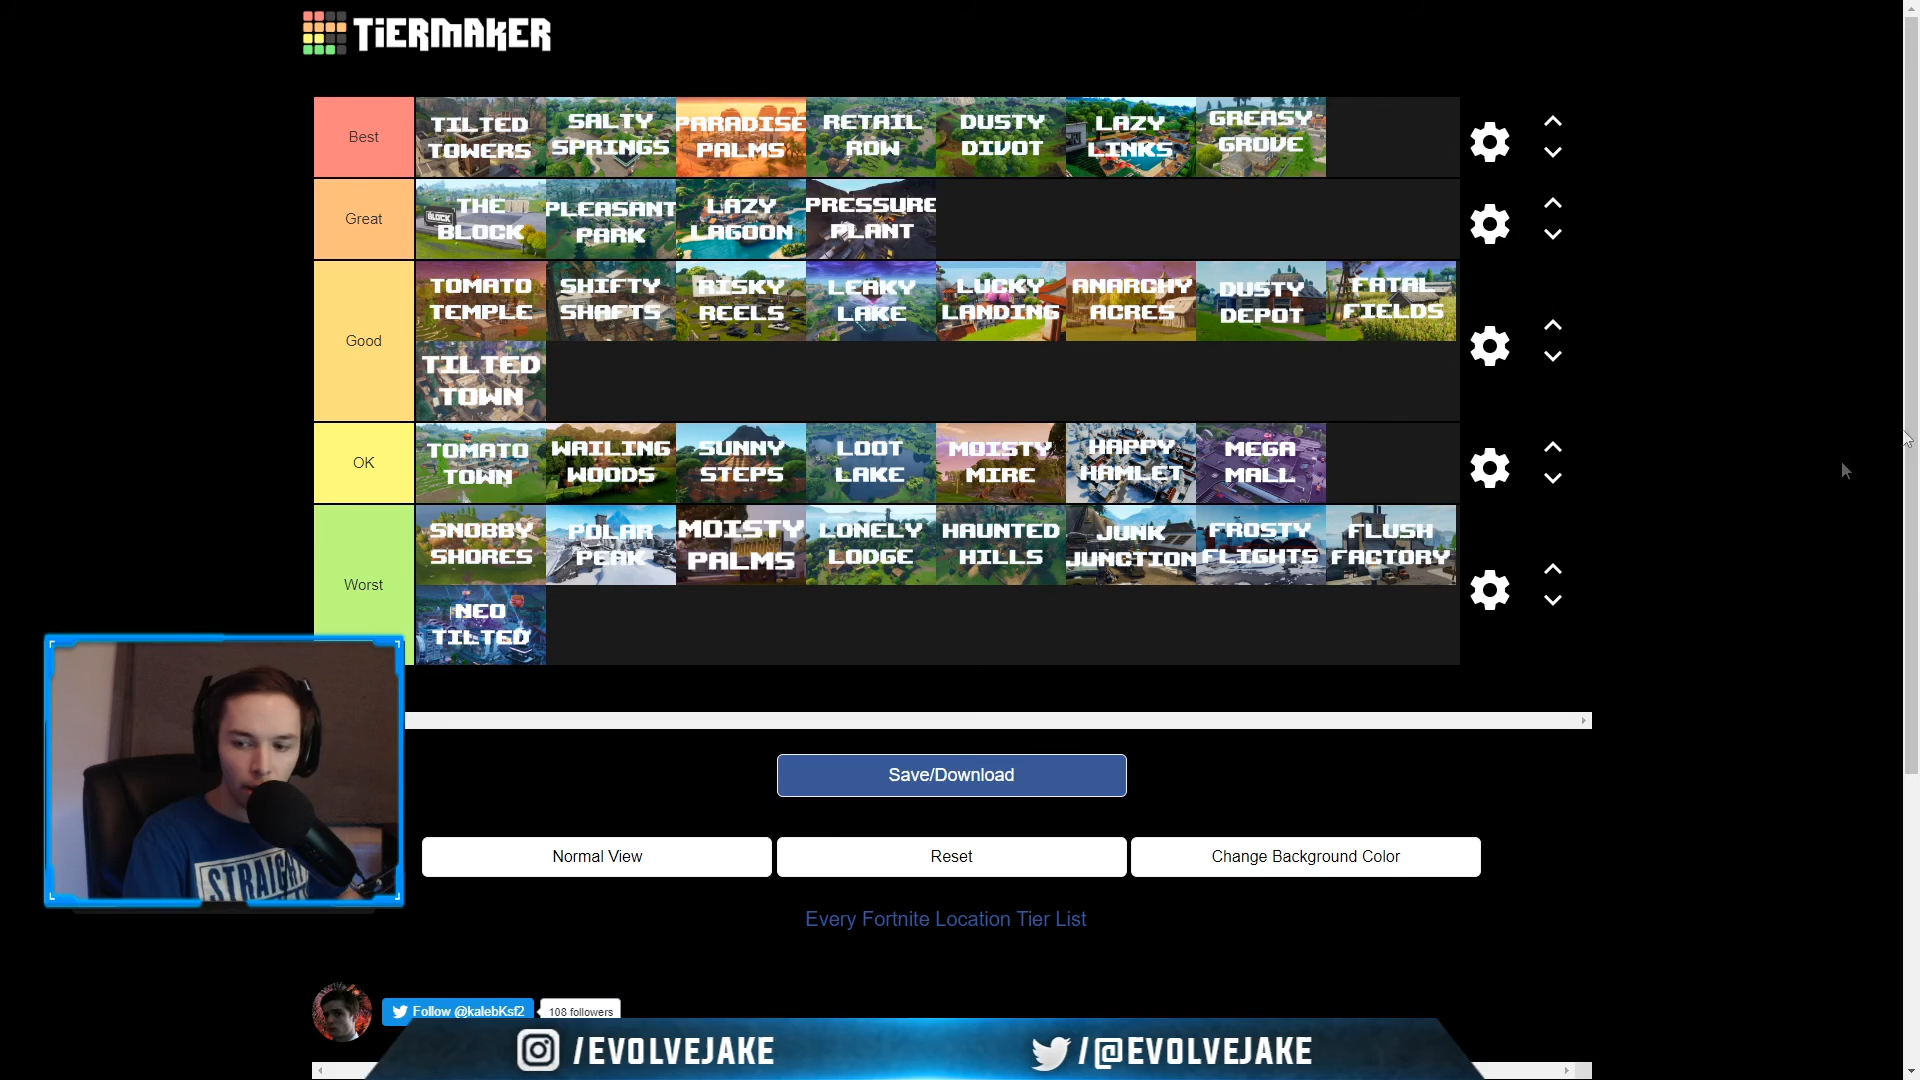 TIERMAKER
Best
TILTED TOWERS
SALTY SPRINGS
PARADISE PALMS
RETAIL ROW
DUSTY DIVOT
LAZY LINKS
GREASY GROVE
Great
THE BLOCK
BLOCK
PLEASANT PARK
LAZY LAGOON
PRESSURE PLANT
Good
TOMATO TEMPLE
SHIFTY SHAFTS
RISKY REELS
LEAKY LAKE
LUCKY LANDING
ANARCHY ACRES
DUSTY DEPOT
FATAL FIELDS
TILTED TOWN
OK
TOMATO TOWN
WAILING WOODS
SUNNY STEPS
LOOT LAKE
MOISTY MIRE
HAPPY HAMLET
MEGA MALL
Worst
SNOBBY SHORES
POLAR PEAK
MOISTY PALMS
LONELY LODGE
HAUNTED HILLS
JUNK JUNCTION
FROSTY FLIGHTS
FLUSH FACTORY
NEO TILTED
STRAIGHT
Save/Download
Normal View
Reset
Change Background Color
Every Fortnite Location Tier List
Follow @kalebKsf2
108 followers
/EVOLVEJAKE
/@EVOLVEJAKE